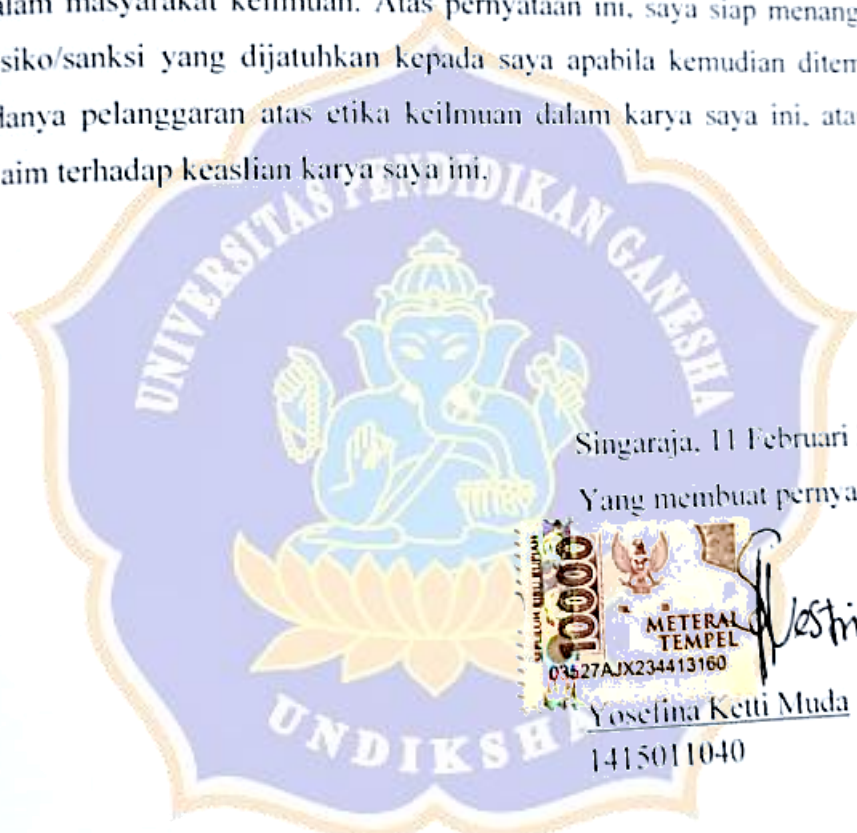 alam masyarakat keilmuan. Atas pernyataan ini, saya siap menang
siko/sanksi yang dijatuhkan kepada saya apabila kemudian ditem
danya pelanggaran atas etika keilmuan dalam karya saya ini, ata
aim terhadap keaslian karya saya ini.
UNIVERSITAS PENDIDIKAN GANESHA
Singaraja, 11 Februari
Yang membuat pernya
10000
METERAI
TEMPEL
03527AJX234413160
Yosefina Ketti Muda
1415011040
UNDIKSHA